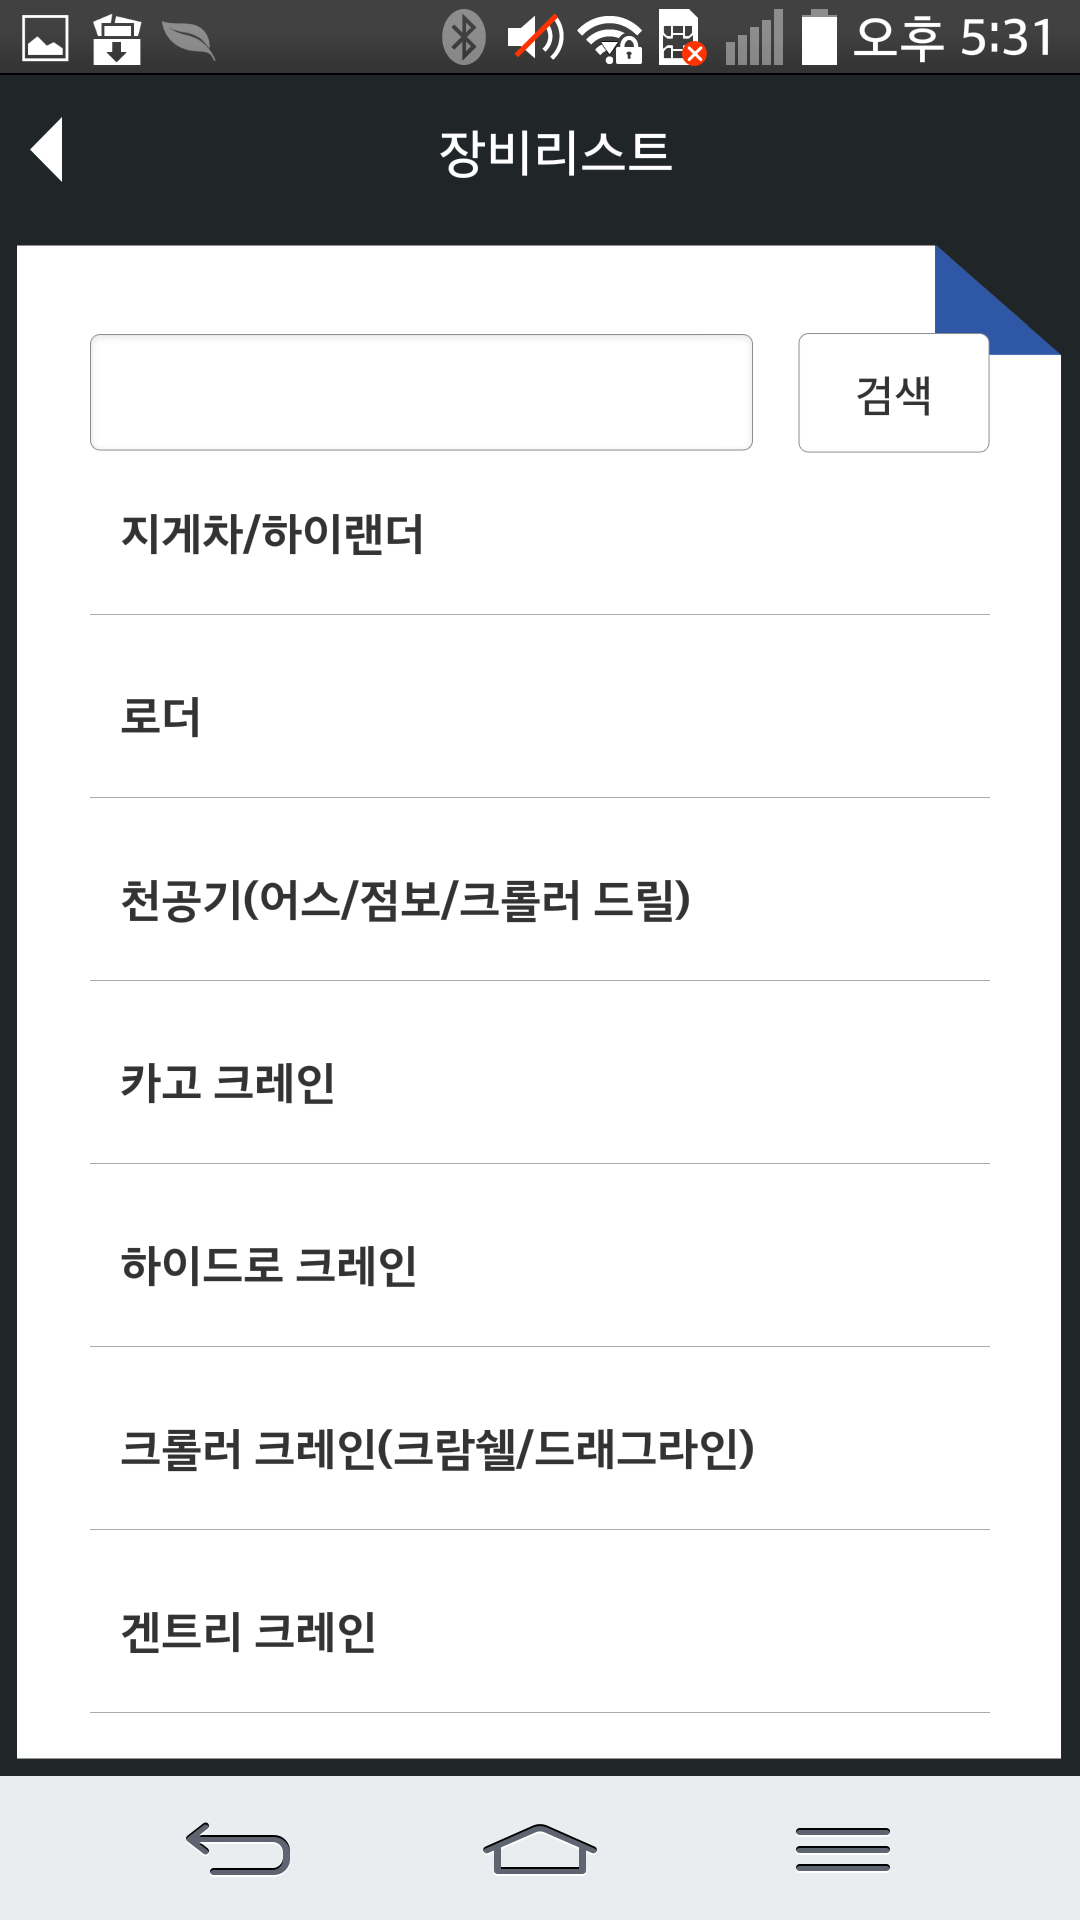 오후 5:31
장비리스트
검색
지게차/하이랜더
로더
천공기(어스/점보/크롤러 드릴)
카고 크레인
하이드로 크레인
크롤러 크레인(크람쉘/드래그라인)
겐트리 크레인